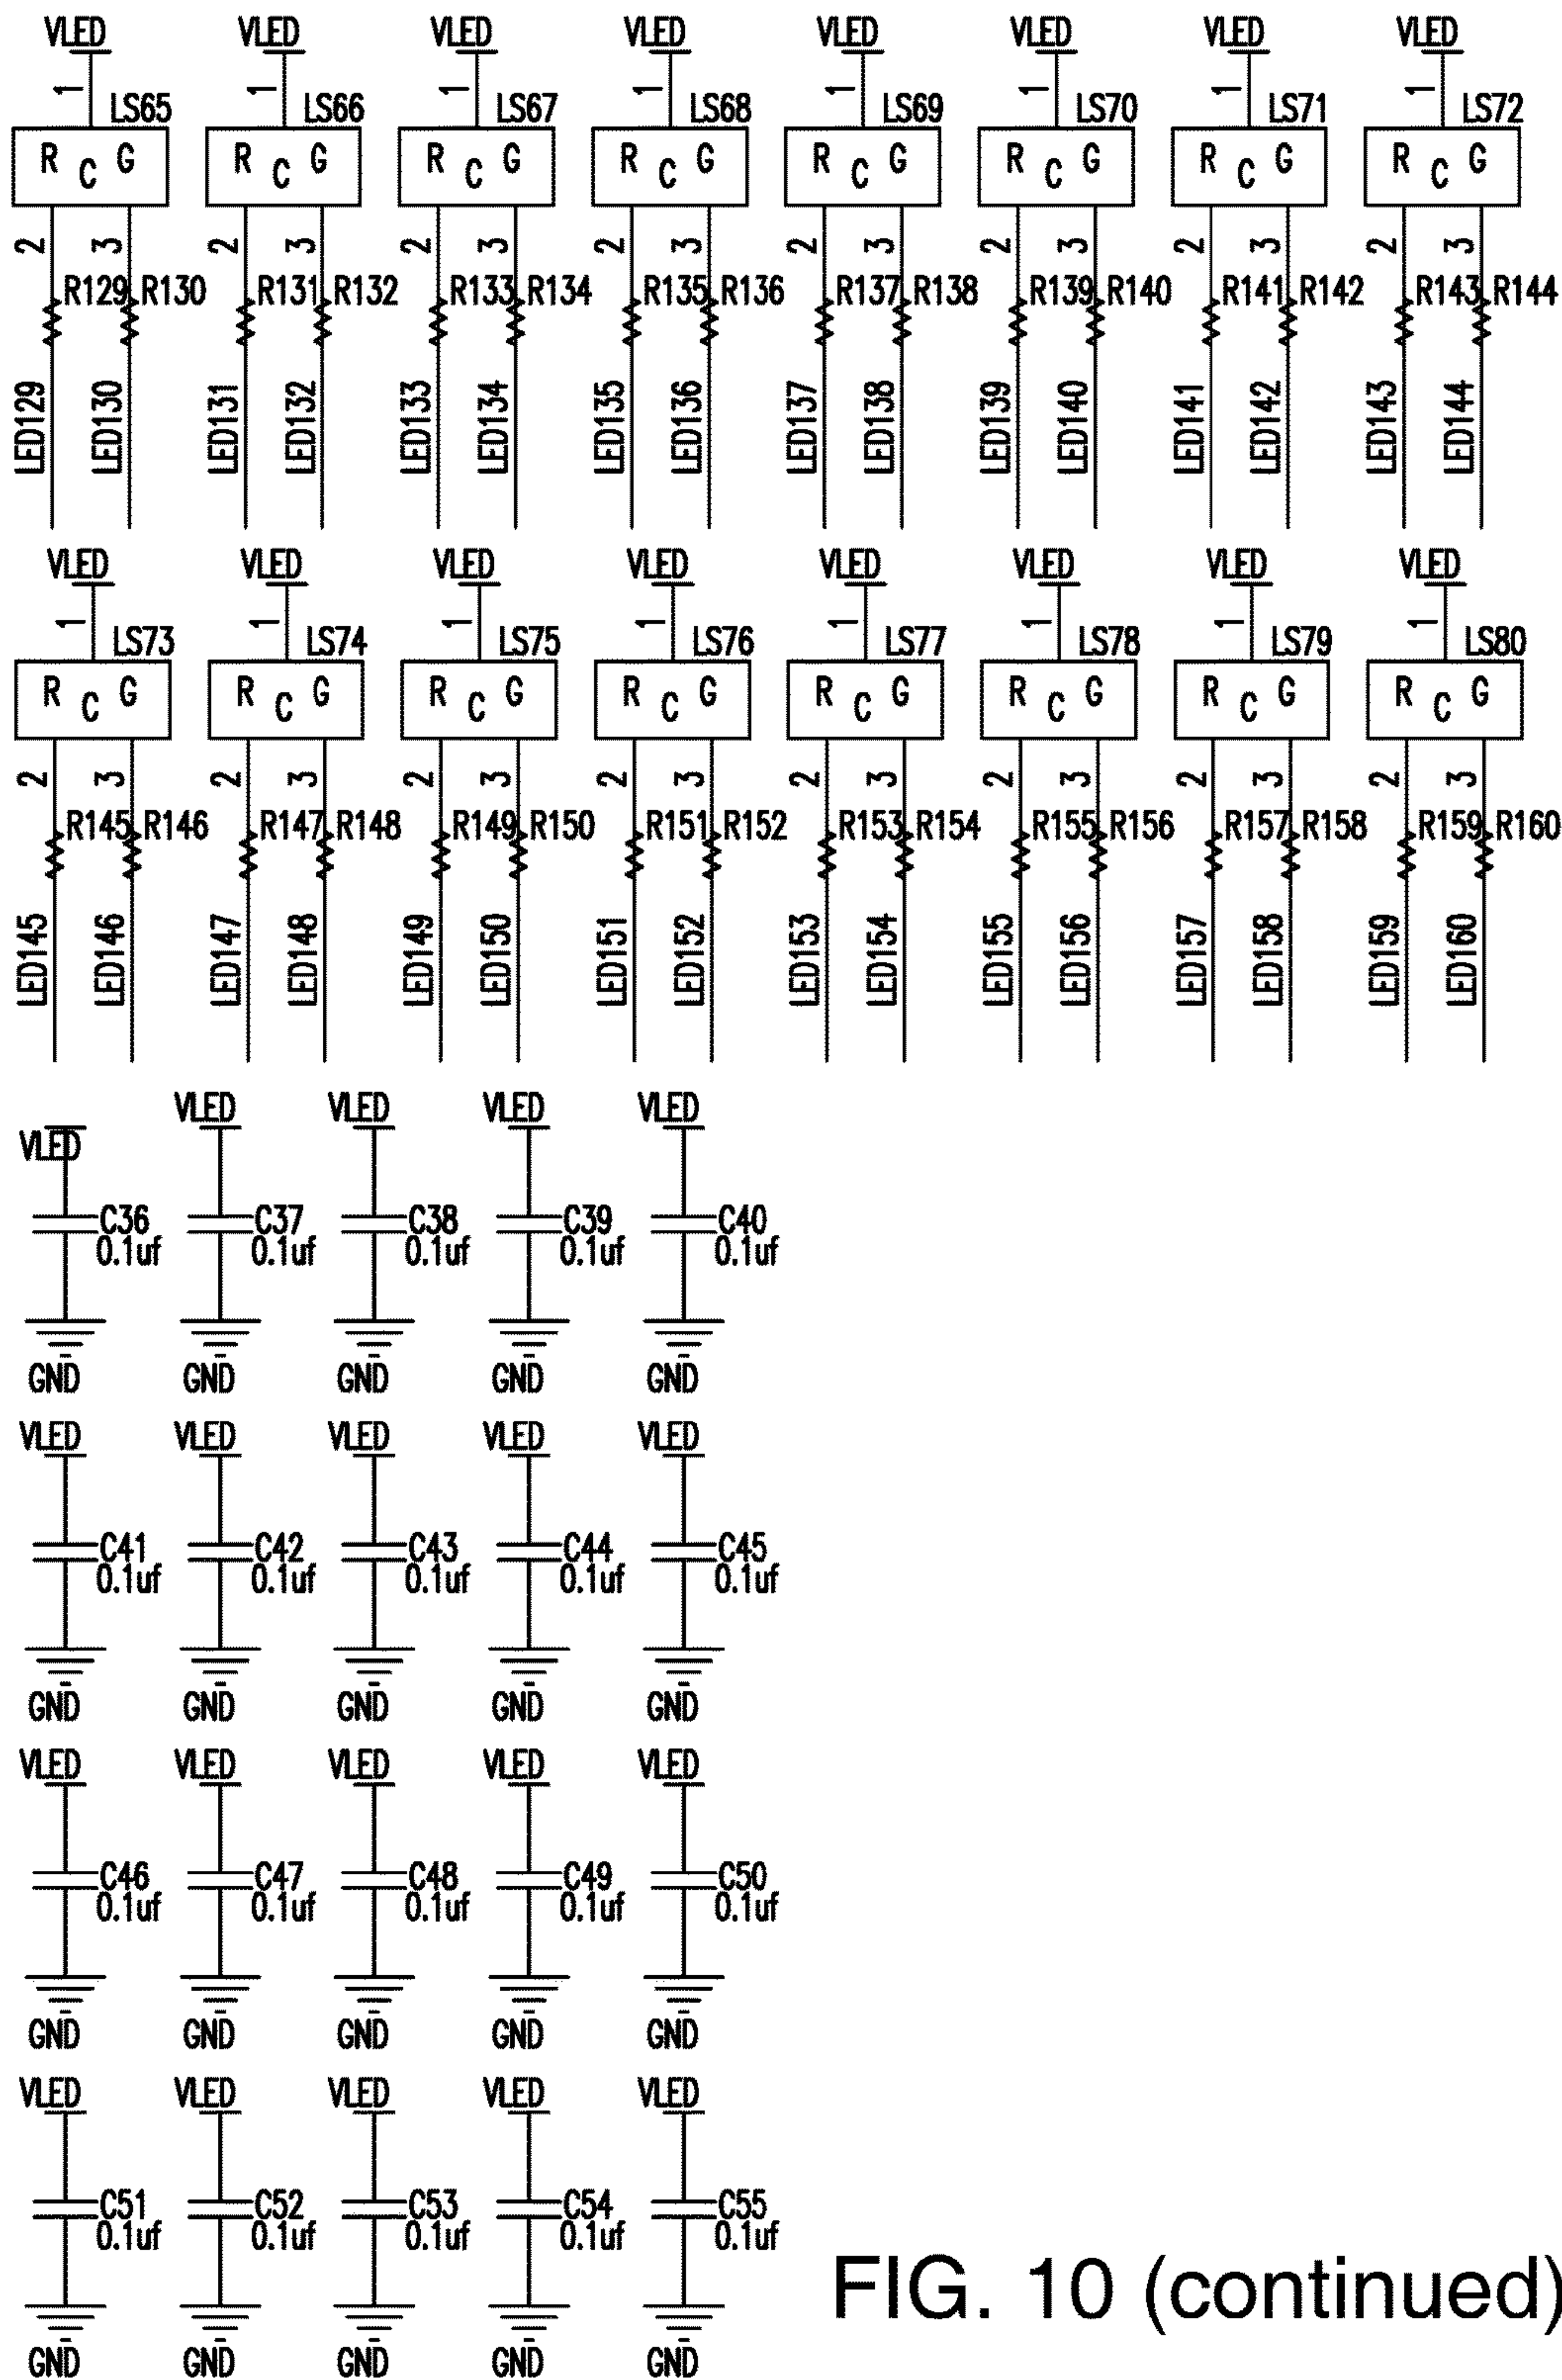 VLED VLED VLED VLED VLED VLED VLED VLED
1 1 1 1 1 1 1 1
LS65 LS66 LS67 LS68 LS69 LS70 LS71 LS72
R C G R C G R C G R C G R C G R C G R C G R C G
2 3 2 3 2 3 2 3 2 3 2 3 2 3 2 3
R129 R130 R131 R132 R133 R134 R135 R136 R137 R138 R139 R140 R141 R142 R143 R144
LED129 LED130 LED131 LED132 LED133 LED134 LED135 LED136 LED137 LED138 LED139 LED140 LED141 LED142 LED143 LED144
VLED VLED VLED VLED VLED VLED VLED VLED
1 1 1 1 1 1 1 1
LS73 LS74 LS75 LS76 LS77 LS78 LS79 LS80
R C G R C G R C G R C G R C G R C G R C G R C G
2 3 2 3 2 3 2 3 2 3 2 3 2 3 2 3
R145 R146 R147 R148 R149 R150 R151 R152 R153 R154 R155 R156 R157 R158 R159 R160
LED145 LED146 LED147 LED148 LED149 LED150 LED151 LED152 LED153 LED154 LED155 LED156 LED157 LED158 LED159 LED160
VLED VLED VLED VLED VLED
C36 C37 C38 C39 C40
0.1uf 0.1uf 0.1uf 0.1uf 0.1uf
GND GND GND GND GND
VLED VLED VLED VLED VLED
C41 C42 C43 C44 C45
0.1uf 0.1uf 0.1uf 0.1uf 0.1uf
GND GND GND GND GND
VLED VLED VLED VLED VLED
C46 C47 C48 C49 C50
0.1uf 0.1uf 0.1uf 0.1uf 0.1uf
GND GND GND GND GND
VLED VLED VLED VLED VLED
C51 C52 C53 C54 C55
0.1uf 0.1uf 0.1uf 0.1uf 0.1uf
GND GND GND GND GND
FIG. 10 (continued)